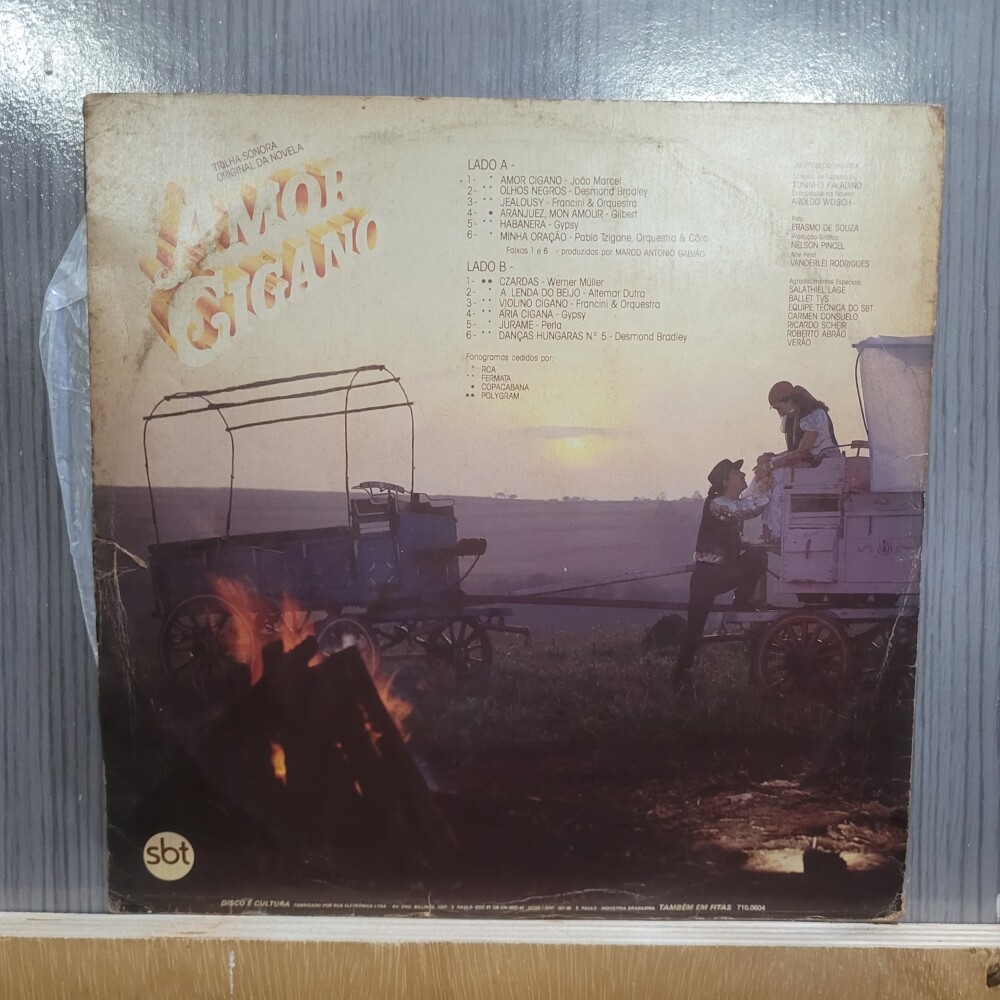 TRILHA SONORA
ORIGINAL DA NOVELA
AMOR
CIGANO
LADO A -
1- AMOR CIGANO - João Marcel
2- OLHOS NEGROS - Desmond Bradley
3- JEALOUSY - Francini & Orquestra
4- • ARANJUEZ, MON AMOUR - Gilbert
5- HABANERA - Gypsy
6- MINHA ORAÇÃO - Pablo Tzigane, Orquestra & Côro
Faixas 1 e 6 - produzidos por MARCO ANTONIO GALVÃO
LADO B -
1- •• CZARDAS - Werner Müller
2- A LENDA DO BEIJO - Altemar Dutra
3- VIOLINO CIGANO - Francini & Orquestra
4- ARIA CIGANA - Gypsy
5- JURAME - Perla
6- DANÇAS HUNGARAS N.º 5 - Desmond Bradley
Fonogramas cedidos por:
RCA
FERMATA
• COPACABANA
•• POLYGRAM
TONINHO PALADINO
AROLDO WOSCH
Foto
ERASMO DE SOUZA
Produção Gráfica
NELSON PINCEL
Arte Final
VANDERLEI RODRIGUES
Agradecimentos Especiais
SALATHIEL LAGE
BALLET TVS
EQUIPE TÉCNICA DO SBT
CARMEN CONSUELO
RICARDO SCHEIR
ROBERTO ABRÃO
VERÃO
sbt
DISCO É CULTURA FABRICADO POR RCA ELETRÔNICA LTDA INDÚSTRIA BRASILEIRA TAMBÉM EM FITAS 710.0604